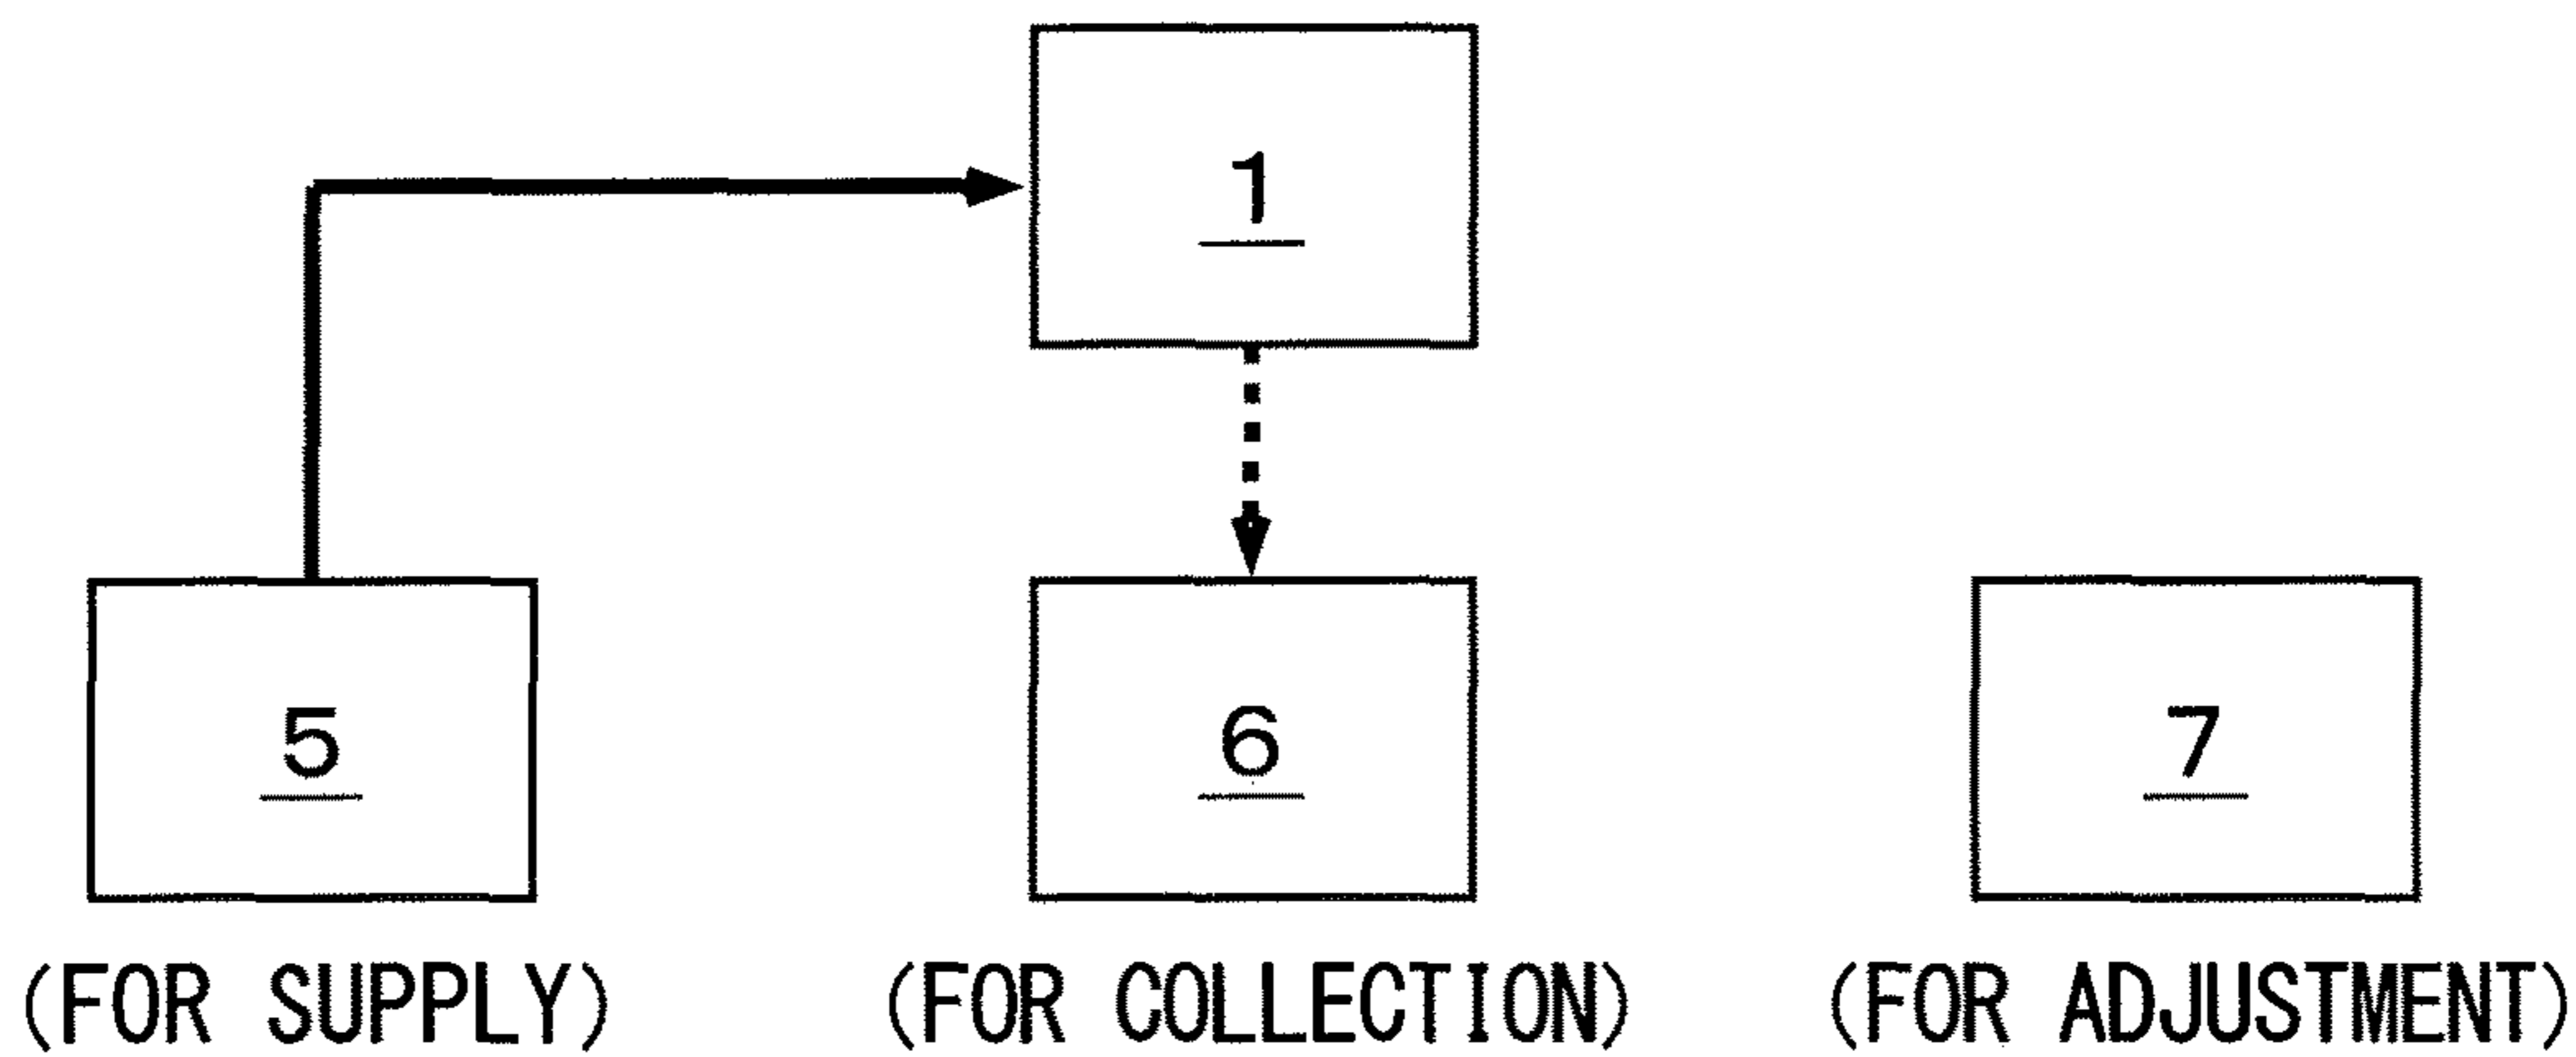 1
5 6 7
(FOR SUPPLY) (FOR COLLECTION) (FOR ADJUSTMENT)